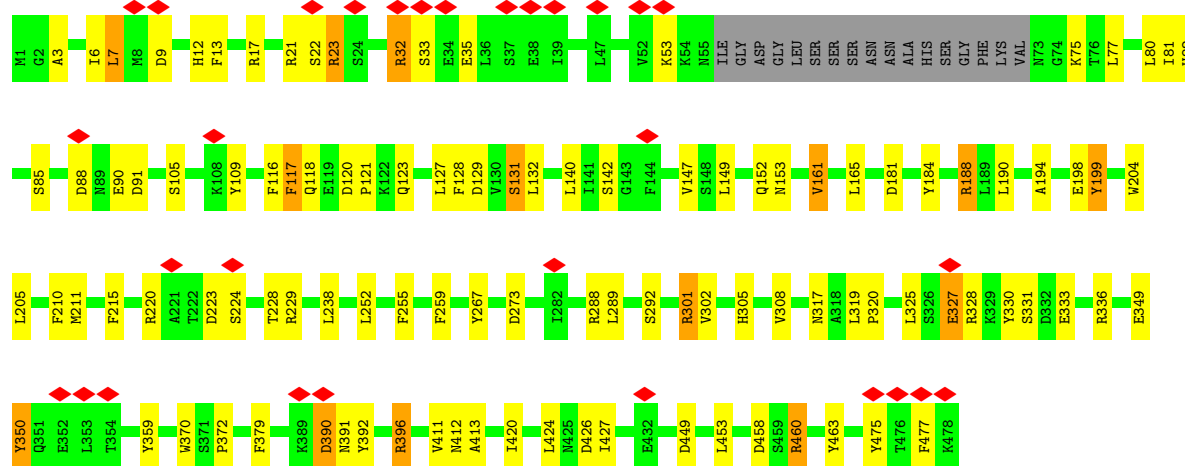 M1 G2 A3 I6 L7 M8 D9 H12 F13 R17 R21 S22 R23 S24 R32 S33 E34 E35 L36 S37 E38 I39 L47 V52 K53 K54 N55 ILE GLY ASP GLY LEU SER SER SER ASN ASN ALA HIS SER GLY PHE LYS VAL N73 G74 K75 T76 L77 L80 I81
S85 D88 N89 E90 D91 S105 K108 Y109 F116 F117 Q118 E119 D120 P121 K122 Q123 L127 F128 D129 V130 S131 L132 L140 I141 S142 G143 F144 V147 S148 L149 Q152 N153 V161 L165 D181 Y184 R188 L189 L190 A194 E198 Y199 W204
L205 F210 M211 F215 R220 A221 T222 D223 S224 T228 R229 L238 L252 F255 F259 Y267 D273 I282 R288 L289 S292 R301 V302 H305 V308 N317 A318 L319 P320 L325 S326 E327 R328 K329 Y330 S331 D332 E333 R336 E349
Y350 Q351 E352 L353 T354 Y359 W370 S371 P372 F379 K389 D390 N391 Y392 R396 V411 N412 A413 I420 L424 N425 D426 I427 E432 D449 L453 D458 S459 R460 Y463 Y475 T476 F477 K478